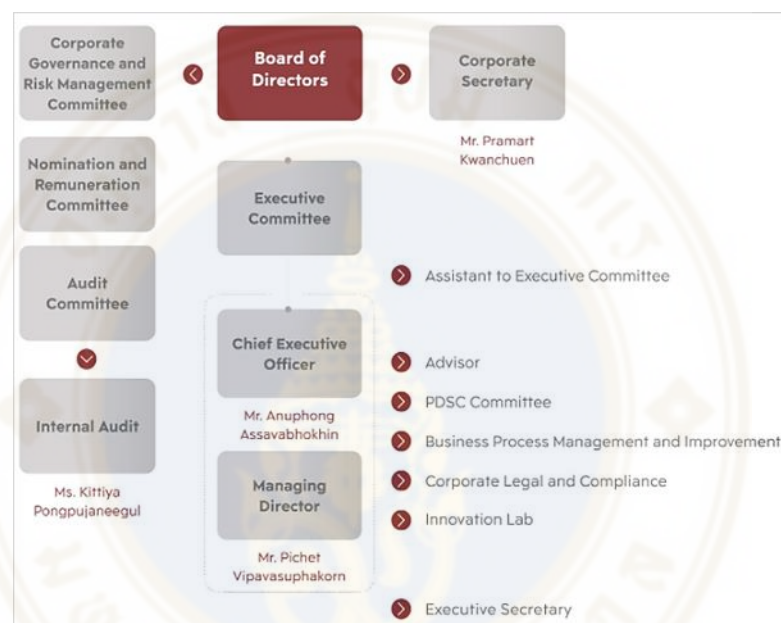 Corporate
Governance and
Risk Management
Committee
Board of
Directors
Corporate
Secretary
Mr. Pramart
Kwanchuen
Nomination and
Remuneration
Committee
Executive
Committee
Audit
Committee
Assistant to Executive Committee
Chief Executive
Officer
Mr. Anuphong
Assavabhokhin
Advisor
PDSC Committee
Internal Audit
Ms. Kittiya
Pongpujaneegul
Business Process Management and Improvement
Managing
Director
Mr. Pichet
Vipavasuphakorn
Corporate Legal and Compliance
Innovation Lab
Executive Secretary